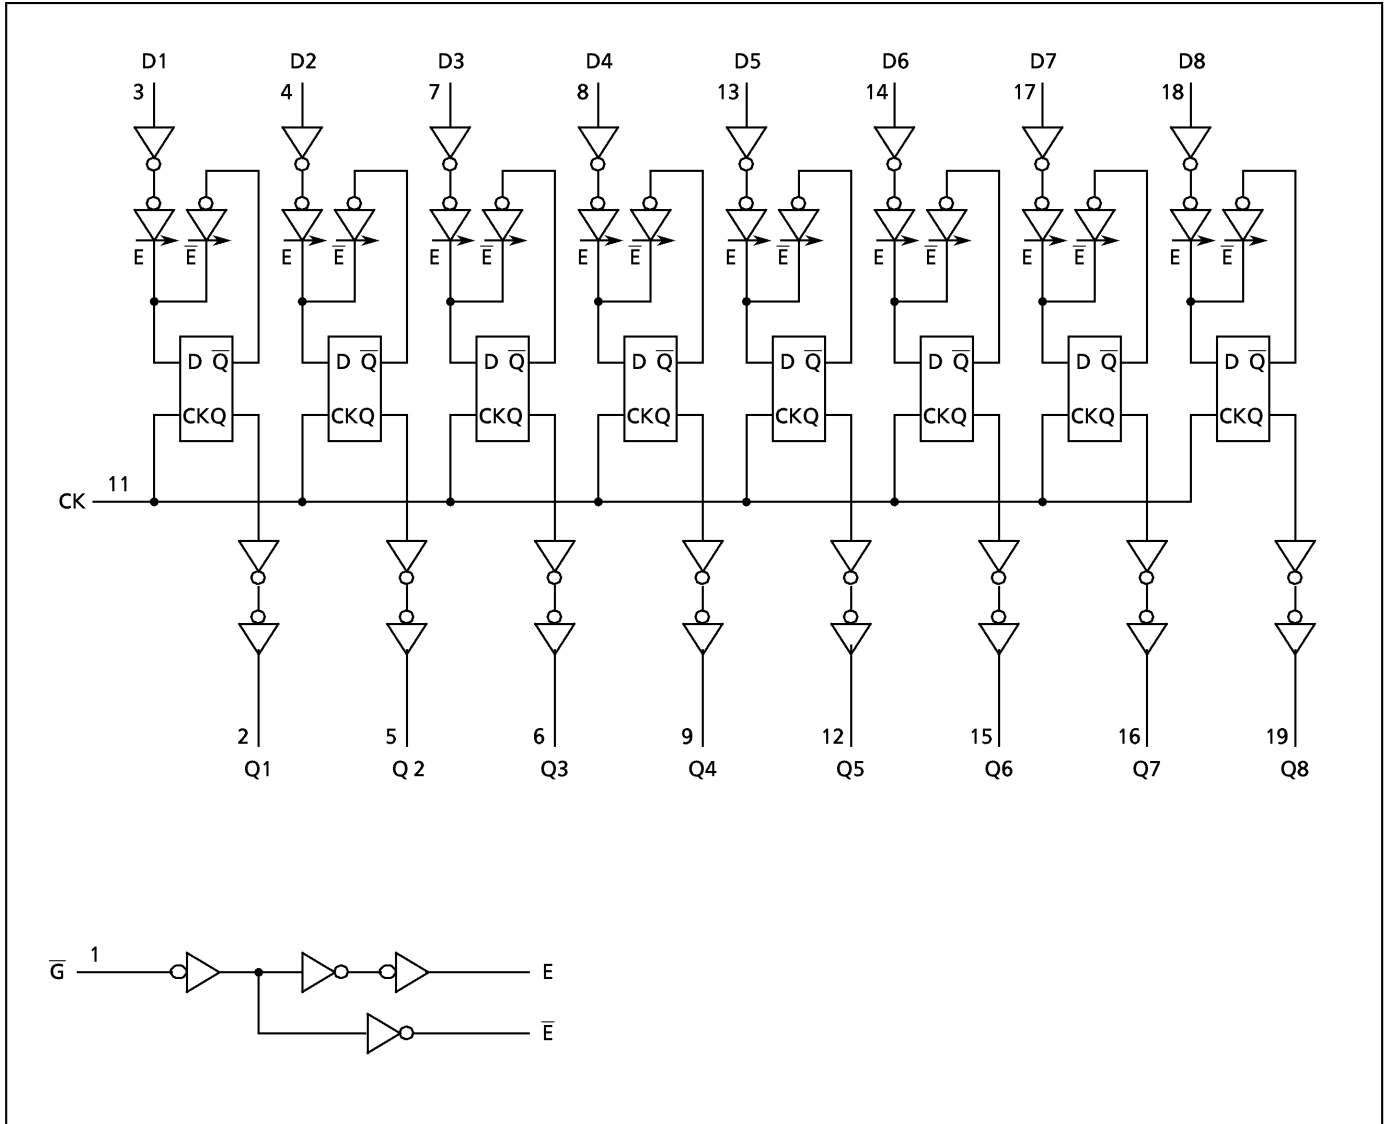 D1 D2 D3 D4 D5 D6 D7 D8
3 4 7 8 13 14 17 18
E E̅ E E̅ E E̅ E E̅ E E̅ E E̅ E E̅ E E̅
D Q̅ D Q̅ D Q̅ D Q̅ D Q̅ D Q̅ D Q̅ D Q̅
CKQ CKQ CKQ CKQ CKQ CKQ CKQ CKQ
CK 11
2 5 6 9 12 15 16 19
Q1 Q 2 Q3 Q4 Q5 Q6 Q7 Q8
G̅ 1 E
E̅